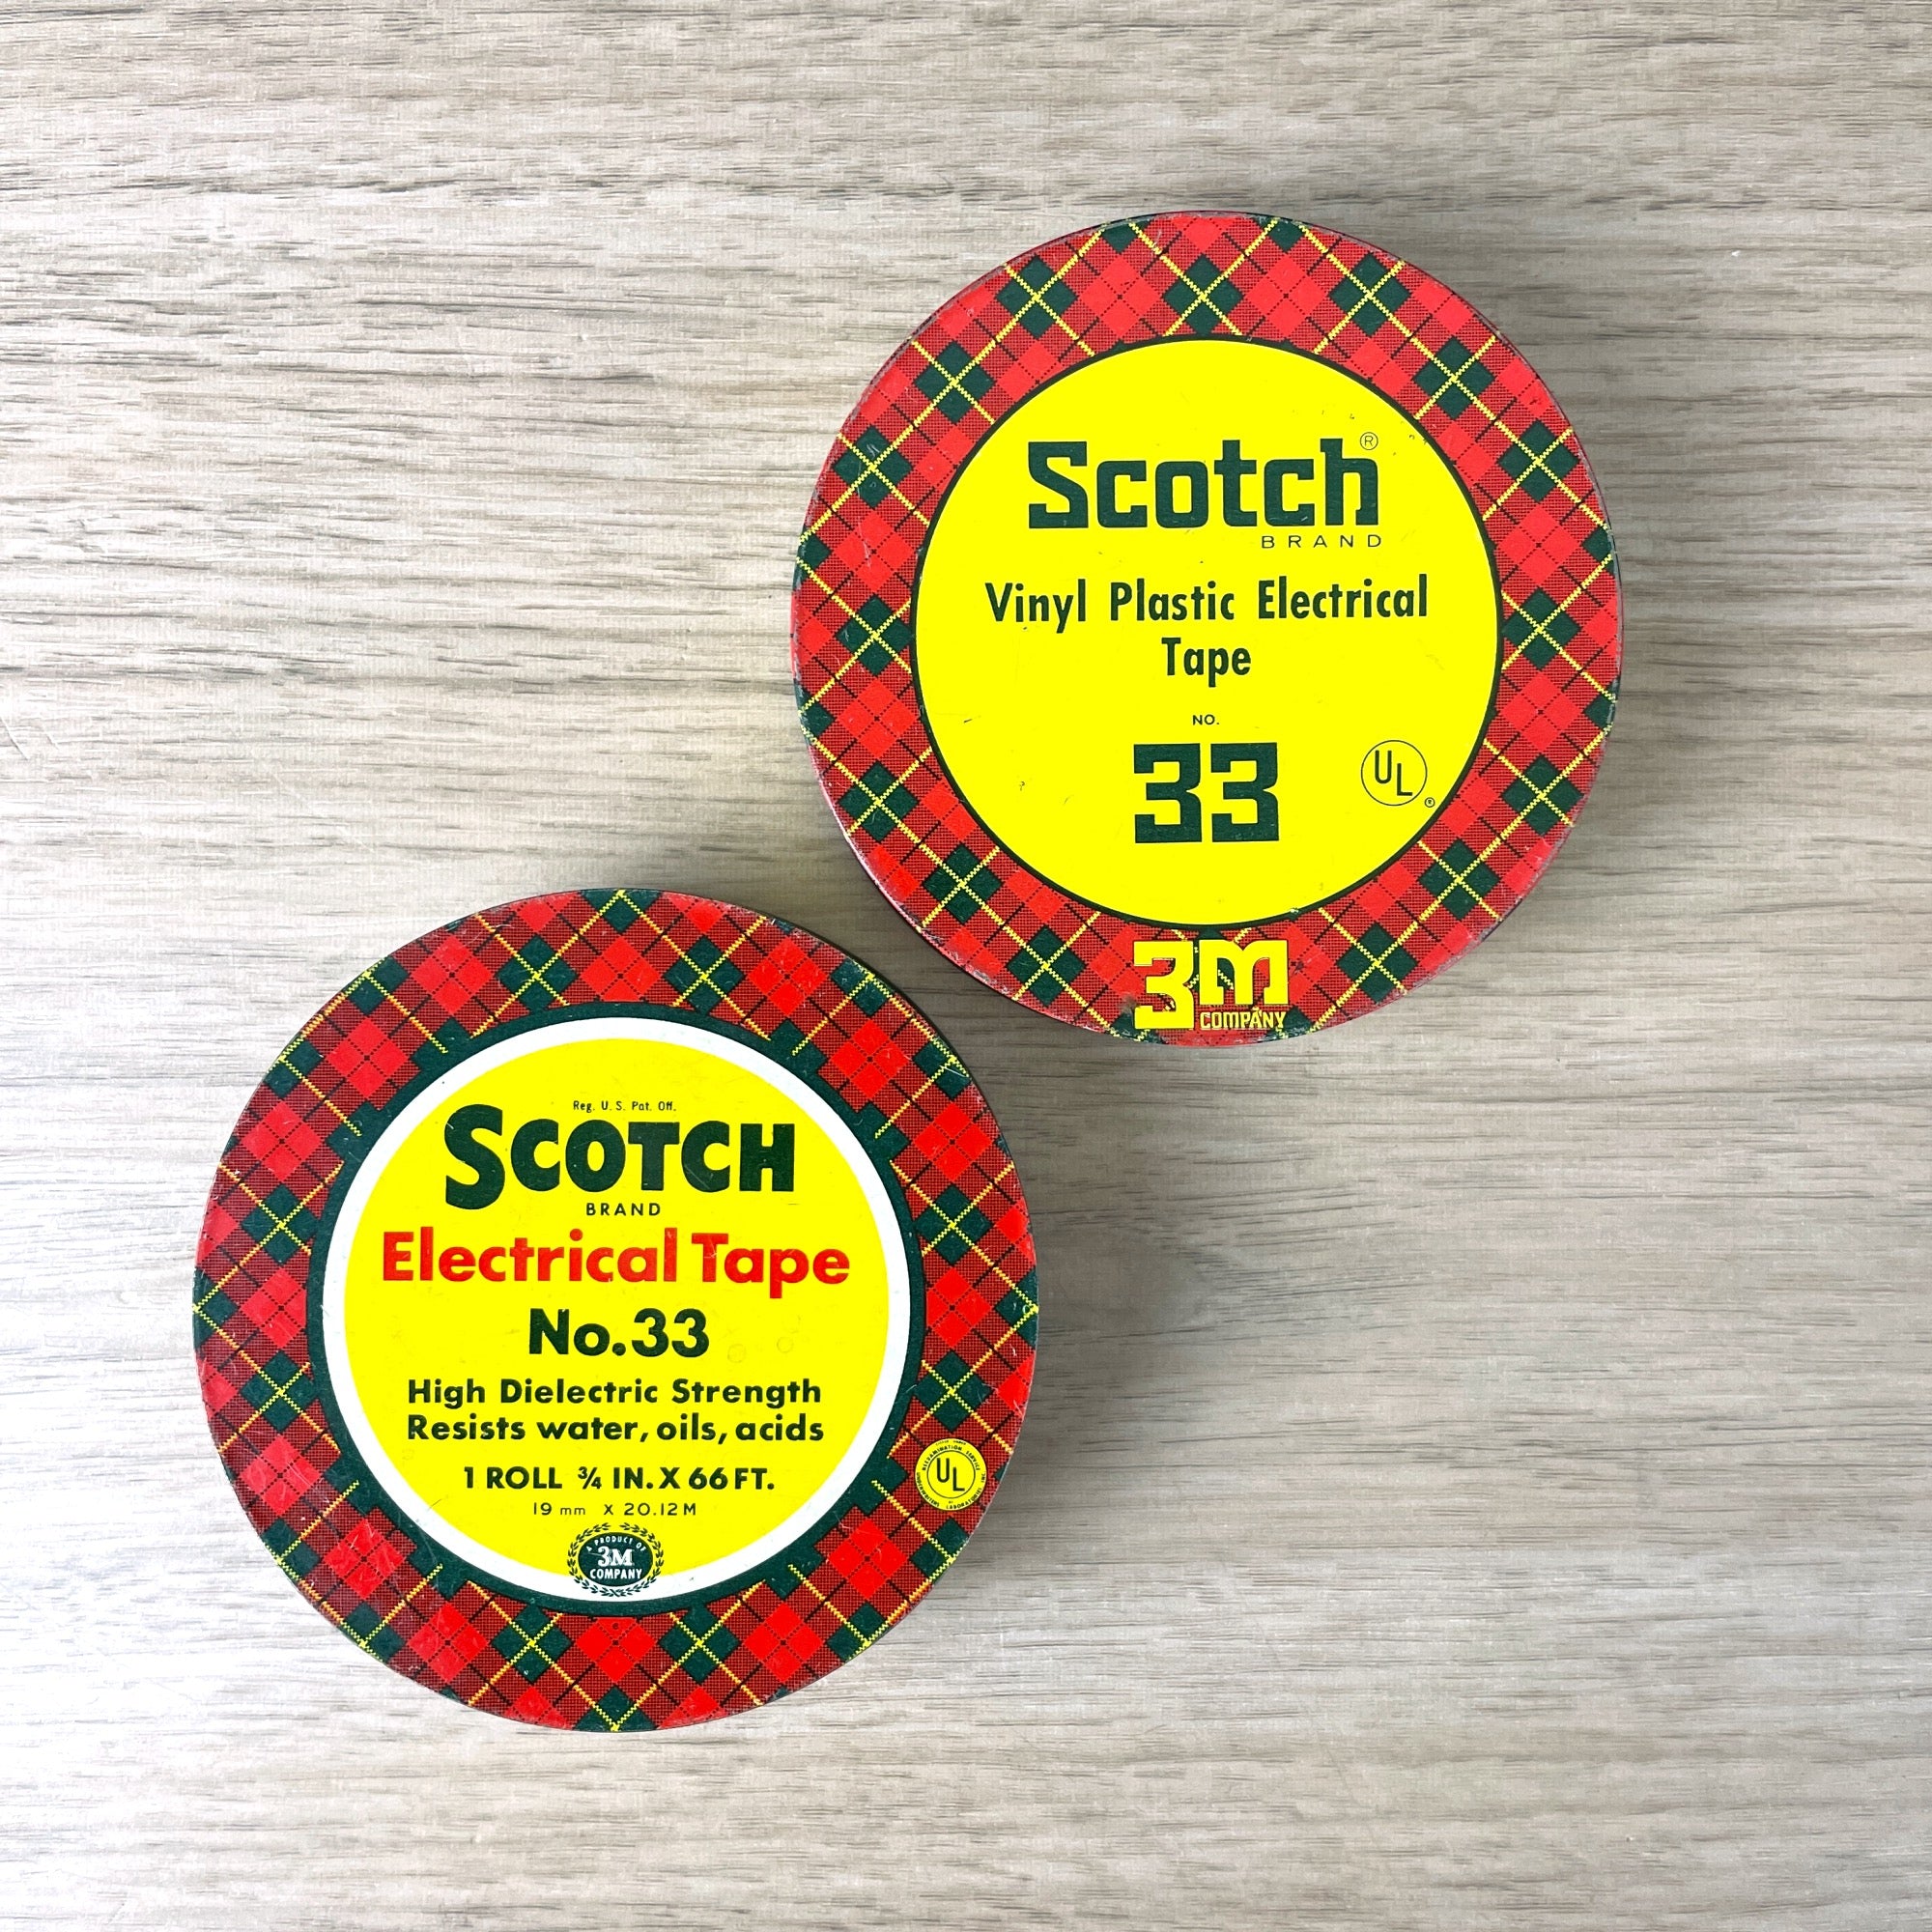 Scotch®
BRAND
Vinyl Plastic Electrical
Tape
NO.
33
UL®
3M
COMPANY
Reg. U. S. Pat. Off.
SCOTCH
BRAND
Electrical Tape
No.33
High Dielectric Strength
Resists water, oils, acids
1 ROLL ¾ IN. X 66 FT.
19 mm X 20.12 M
UL
A PRODUCT OF
3M
COMPANY